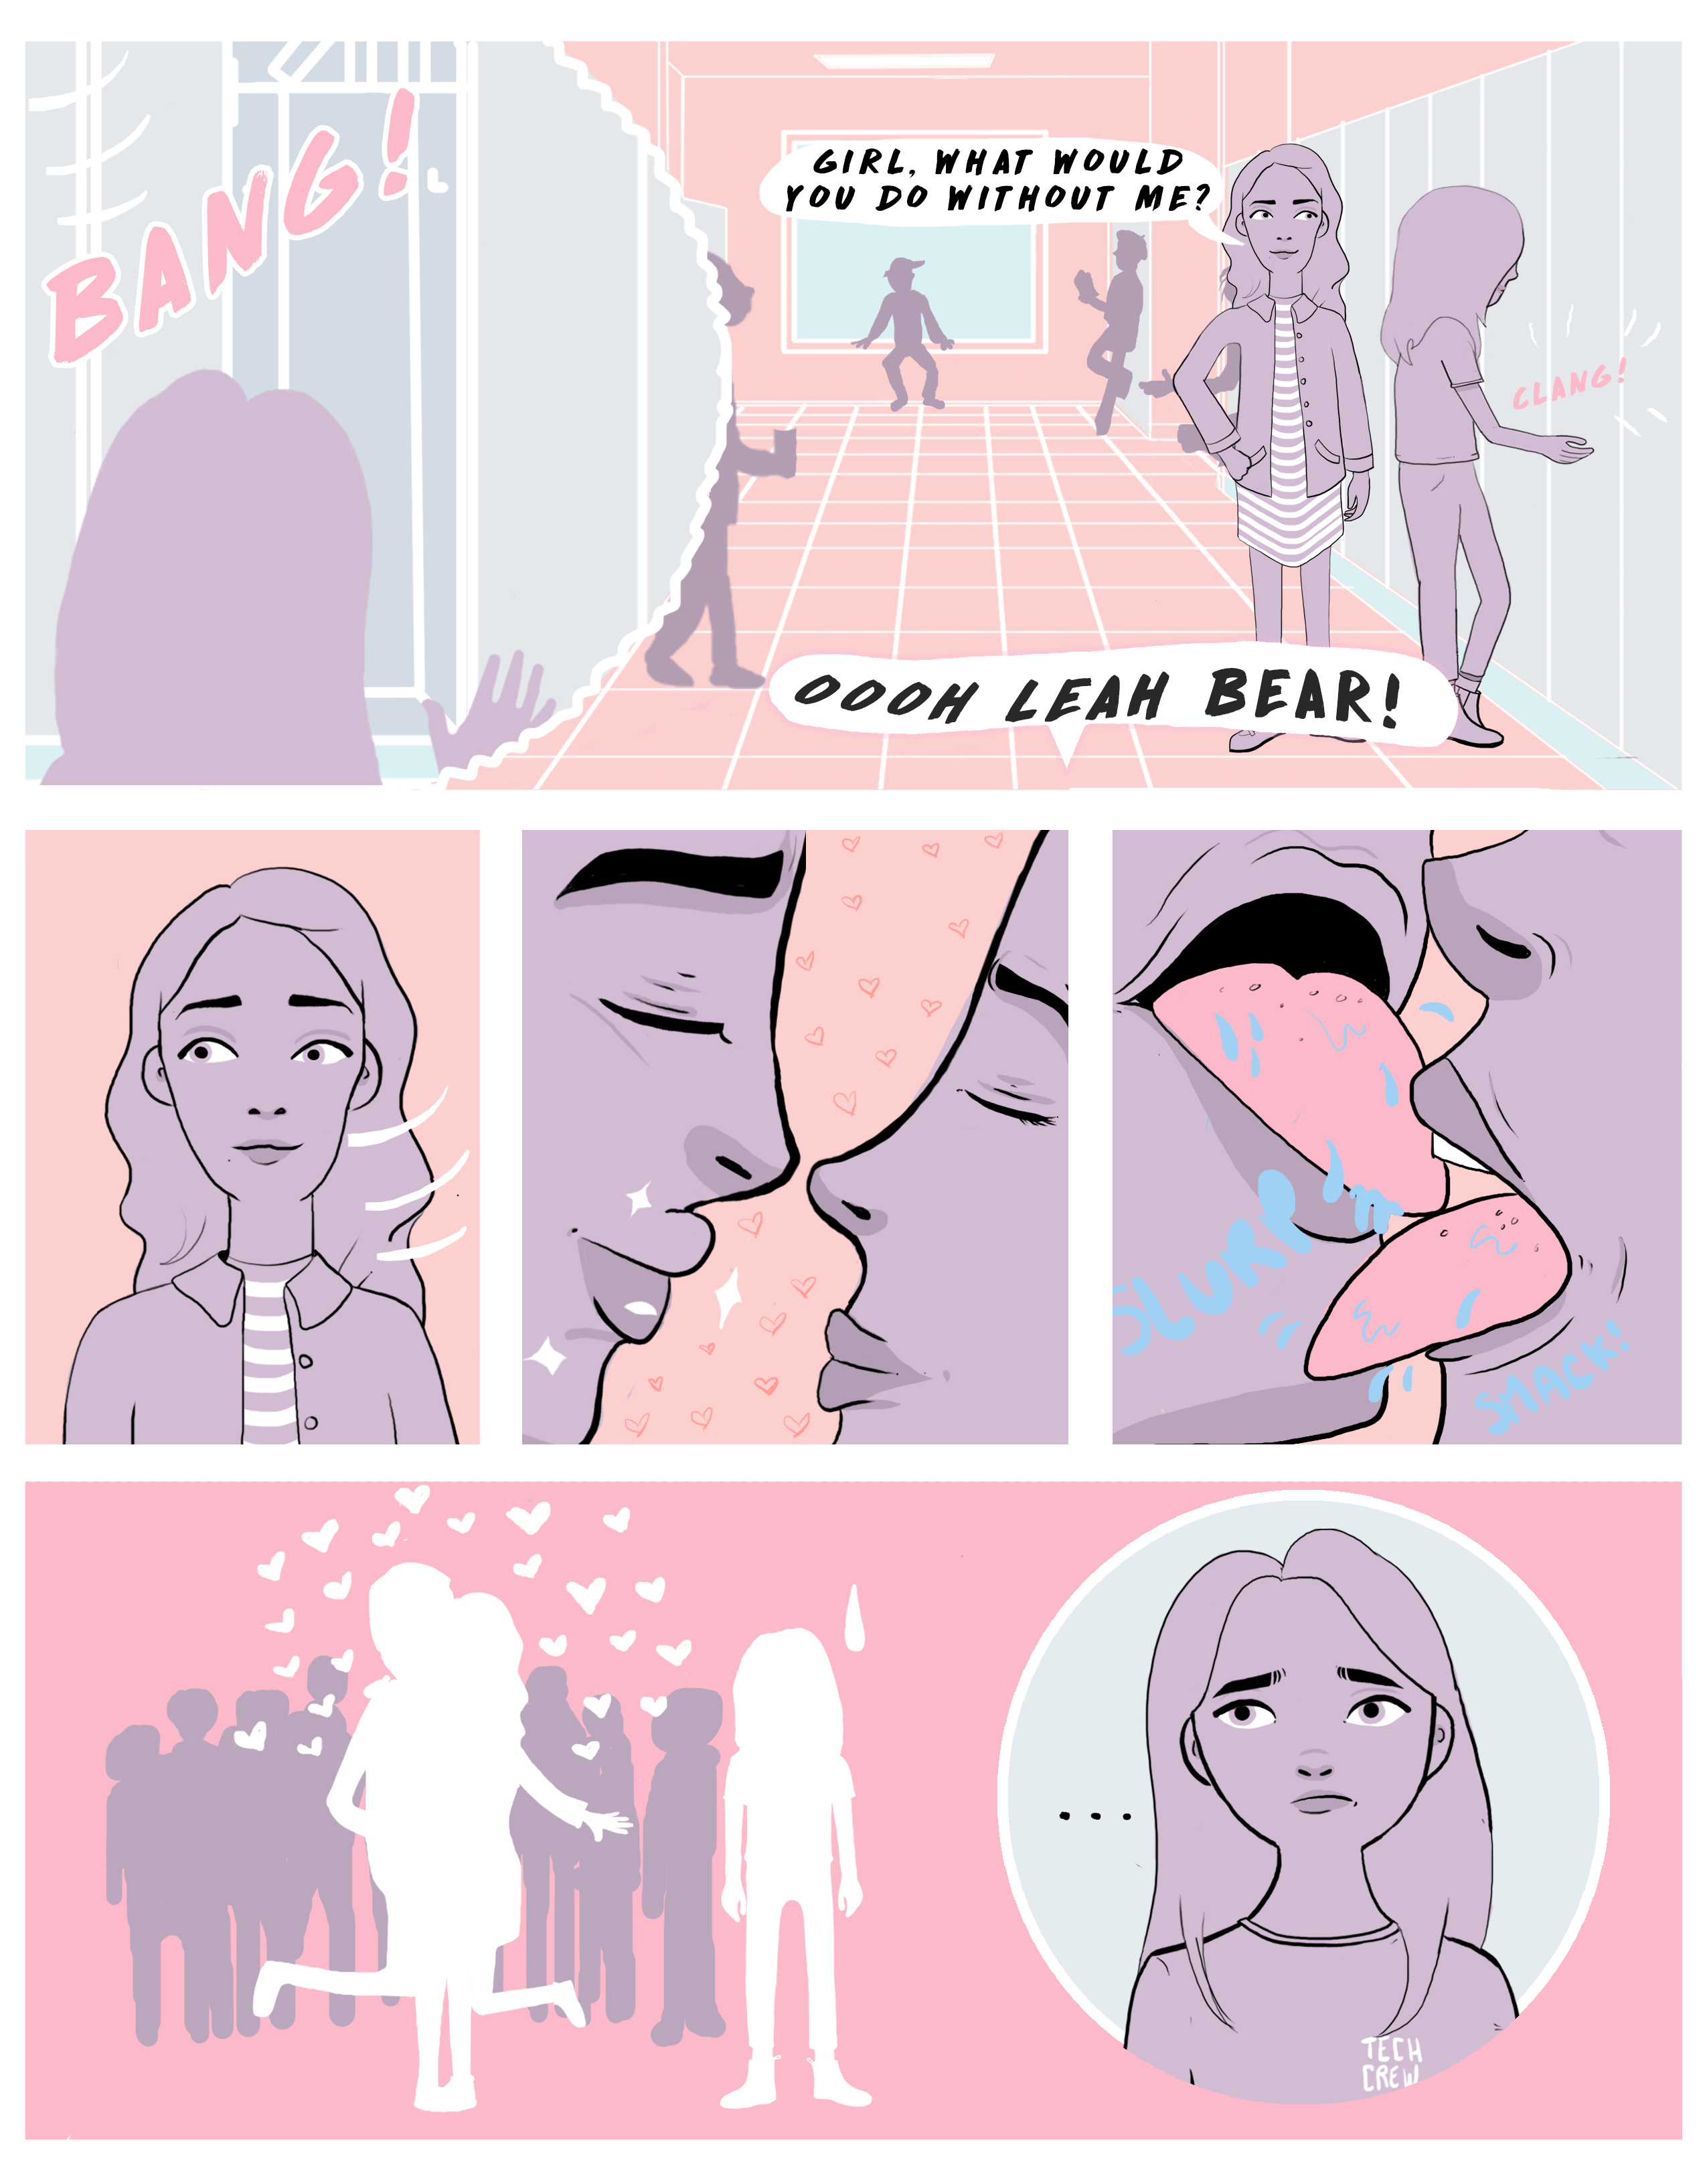 BANG!
GIRL, WHAT WOULD
YOU DO WITHOUT ME?
CLANG!
OOOH LEAH BEAR!
SLURP
SMACK!
...
TECH
CREW